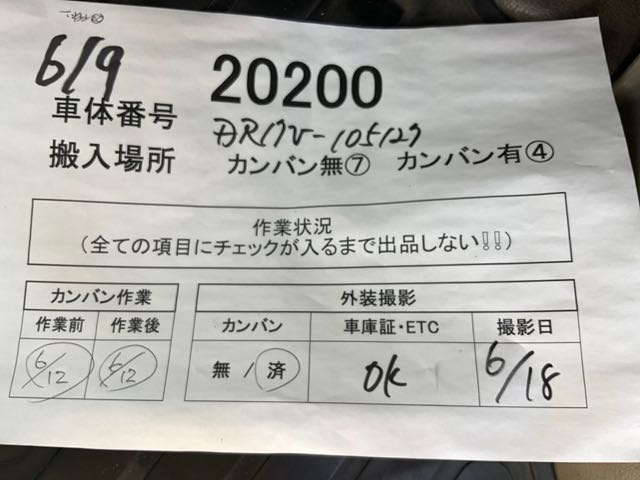 6/9
20200
車体番号
DR17V-105127
搬入場所 カンバン無⑦ カンバン有④
作業状況
(全ての項目にチェックが入るまで出品しない!!)
カンバン作業 外装撮影
作業前 作業後 カンバン 車庫証・ETC 撮影日
6/12 6/12 無 / 済 OK 6/18